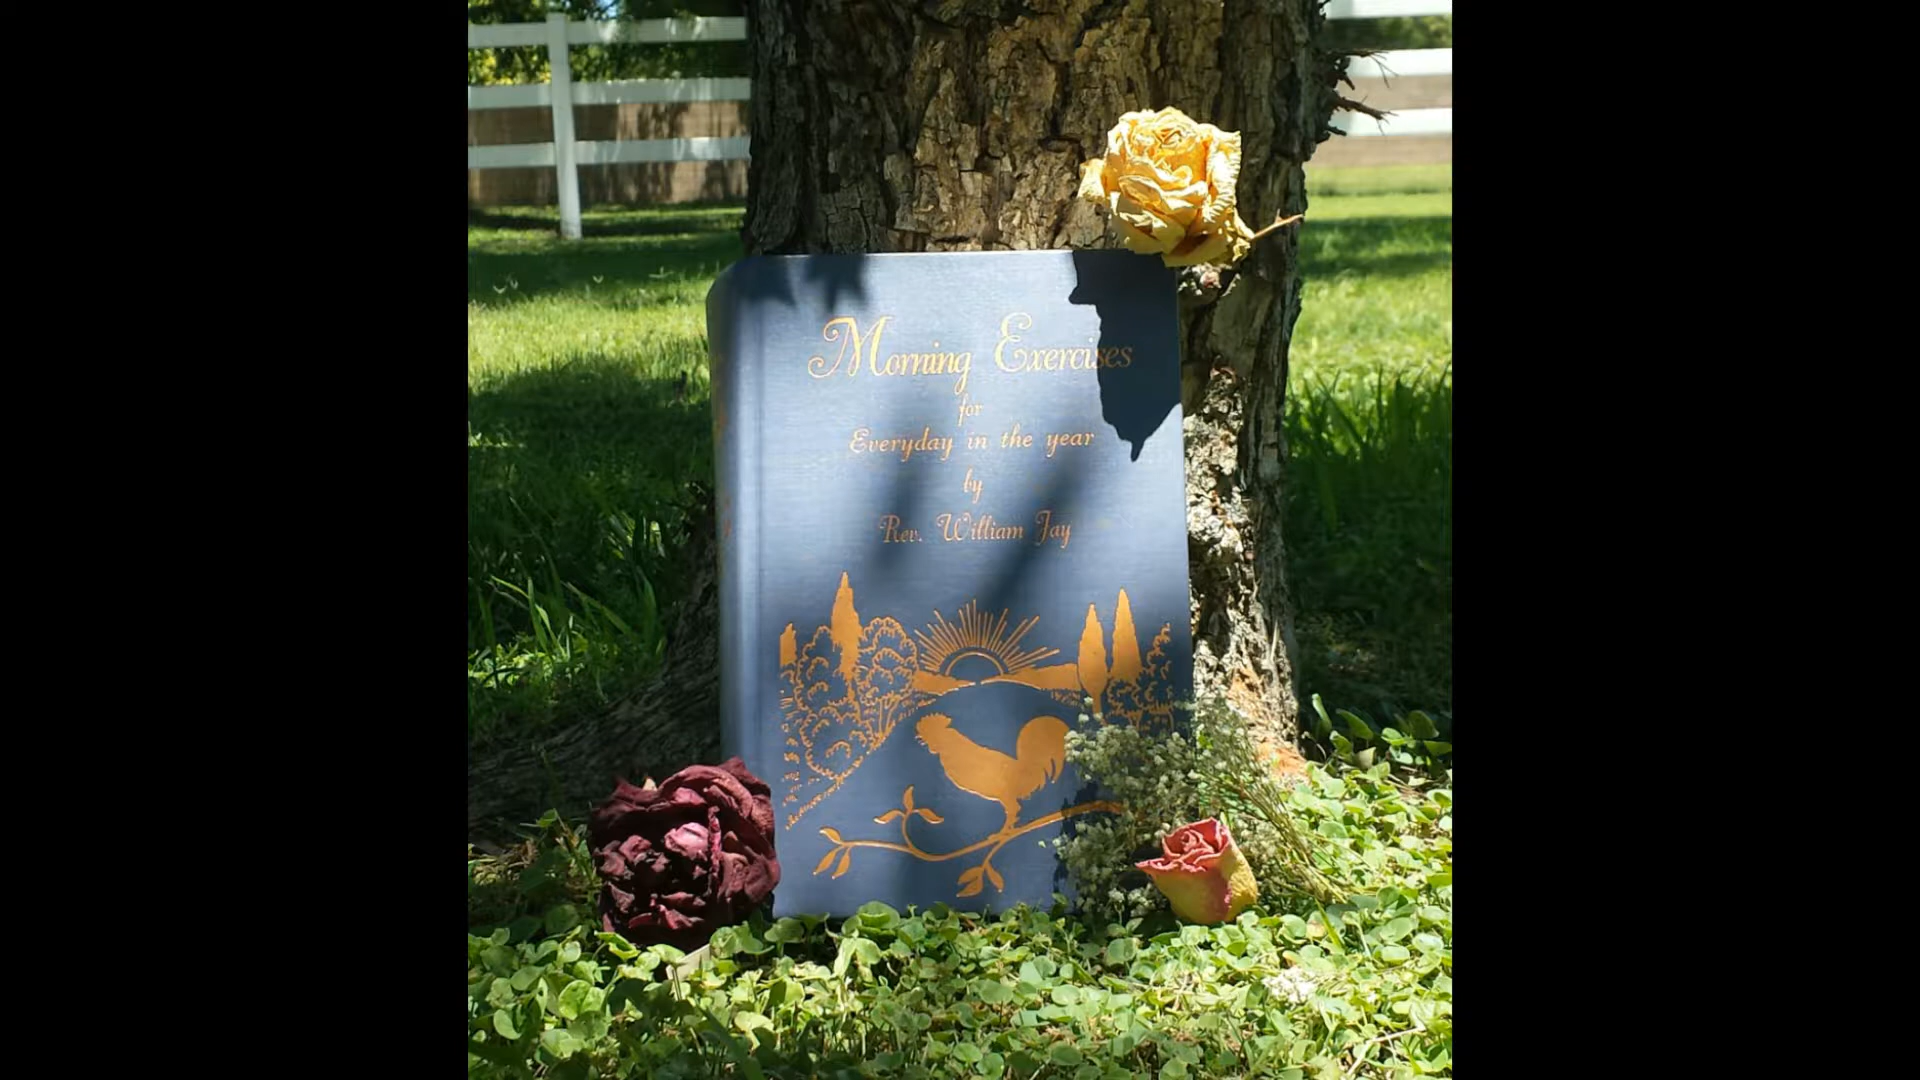 Morning Exercises
for
Everyday in the year
by
Rev. William Jay